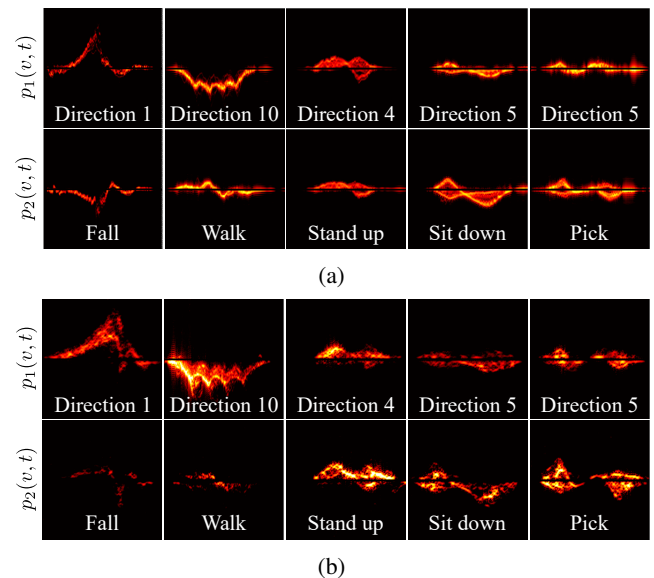 p₁(v, t)
Direction 1 Direction 10 Direction 4 Direction 5 Direction 5
p₂(v, t)
Fall Walk Stand up Sit down Pick
(a)
p₁(v, t)
Direction 1 Direction 10 Direction 4 Direction 5 Direction 5
p₂(v, t)
Fall Walk Stand up Sit down Pick
(b)